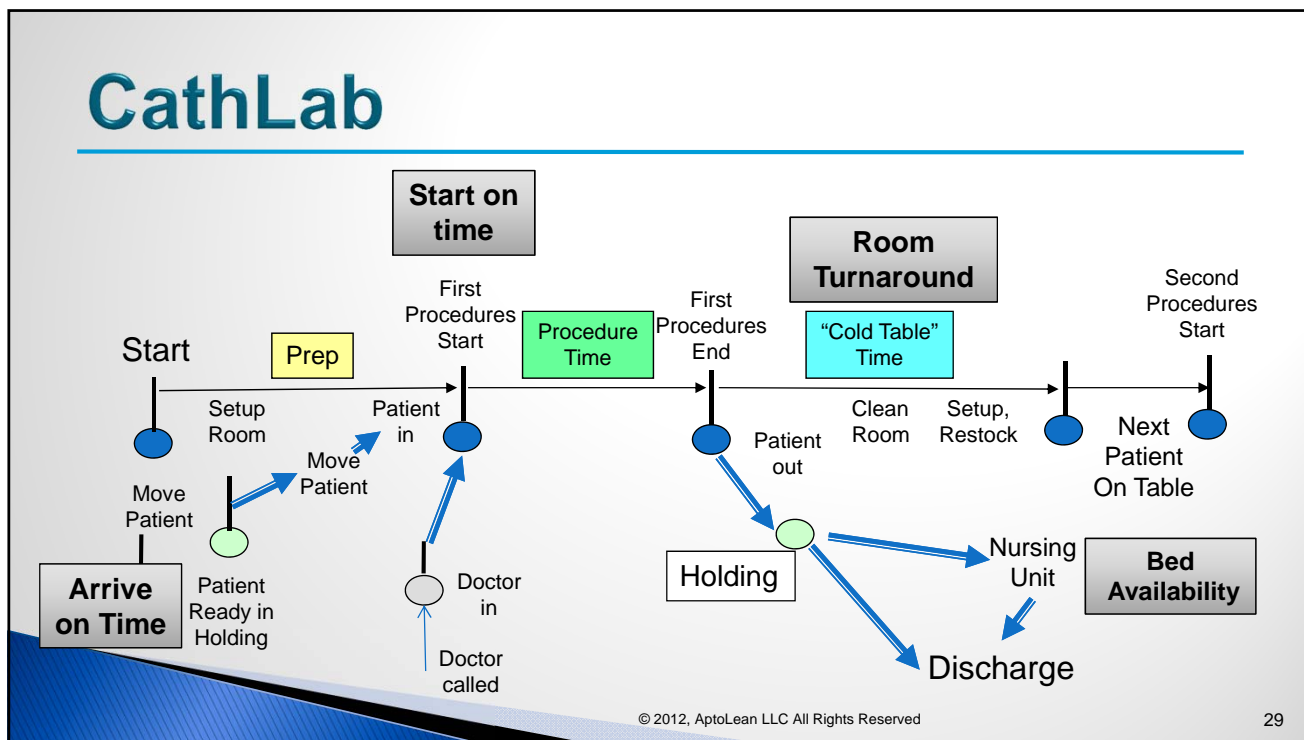 CathLab
Start on
time
Room
Turnaround
First
Procedures
Start
First
Procedures
End
Second
Procedures
Start
Start
Prep
Procedure
Time
“Cold Table”
Time
Setup
Room
Patient
in
Move
Patient
Patient
out
Clean
Room
Setup,
Restock
Next
Patient
On Table
Move
Patient
Arrive
on Time
Patient
Ready in
Holding
Doctor
in
Doctor
called
Holding
Nursing
Unit
Bed
Availability
Discharge
© 2012, AptoLean LLC All Rights Reserved
29